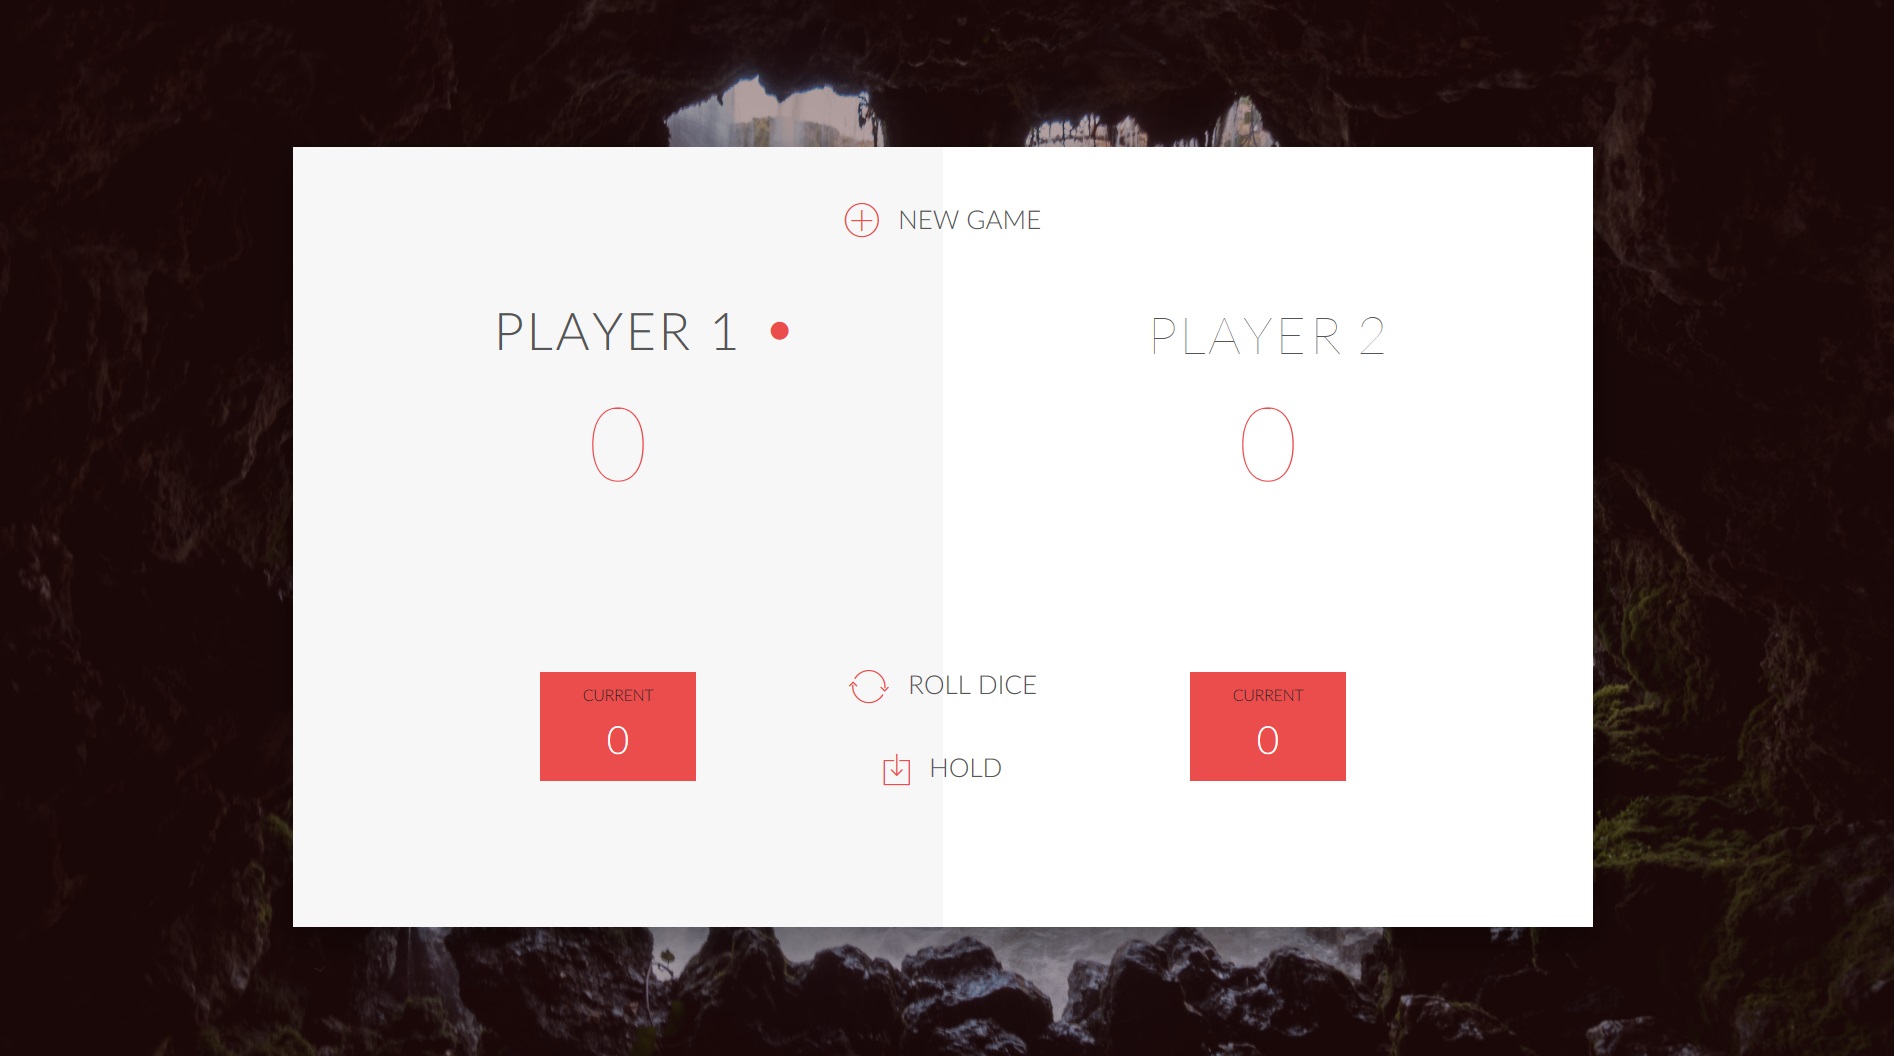 NEW GAME
PLAYER 1
0
PLAYER 2
0
CURRENT
0
ROLL DICE
HOLD
CURRENT
0